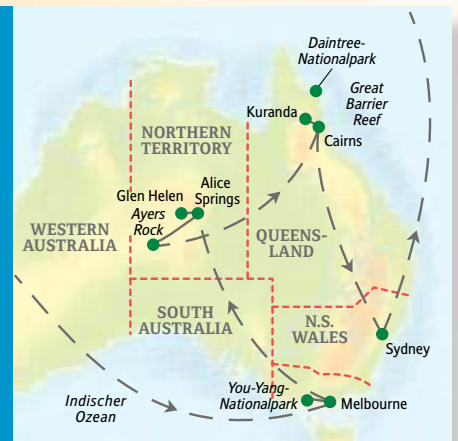 Daintree-
Nationalpark
Great
Barrier
Reef
Kuranda
Cairns
NORTHERN
TERRITORY
Glen Helen
Alice
Springs
Ayers
Rock
WESTERN
AUSTRALIA
QUEENS-
LAND
SOUTH
AUSTRALIA
N.S.
WALES
Sydney
You-Yang-
Nationalpark
Melbourne
Indischer
Ozean